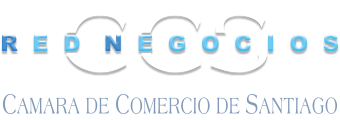 RED NEGOCIOS
CAMARA DE COMERCIO DE SANTIAGO